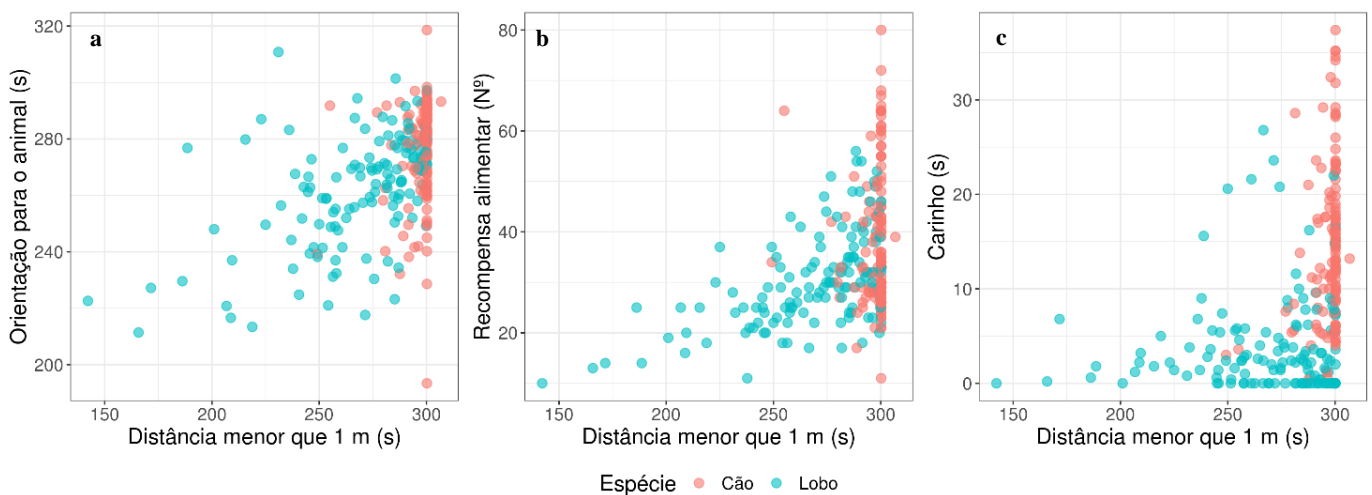 a
b
c
Orientação para o animal (s)
320
280
240
200
150
200
250
300
Distância menor que 1 m (s)
Recompensa alimentar (Nº)
80
60
40
20
150
200
250
300
Distância menor que 1 m (s)
Carinho (s)
30
20
10
0
150
200
250
300
Distância menor que 1 m (s)
Espécie Cão Lobo